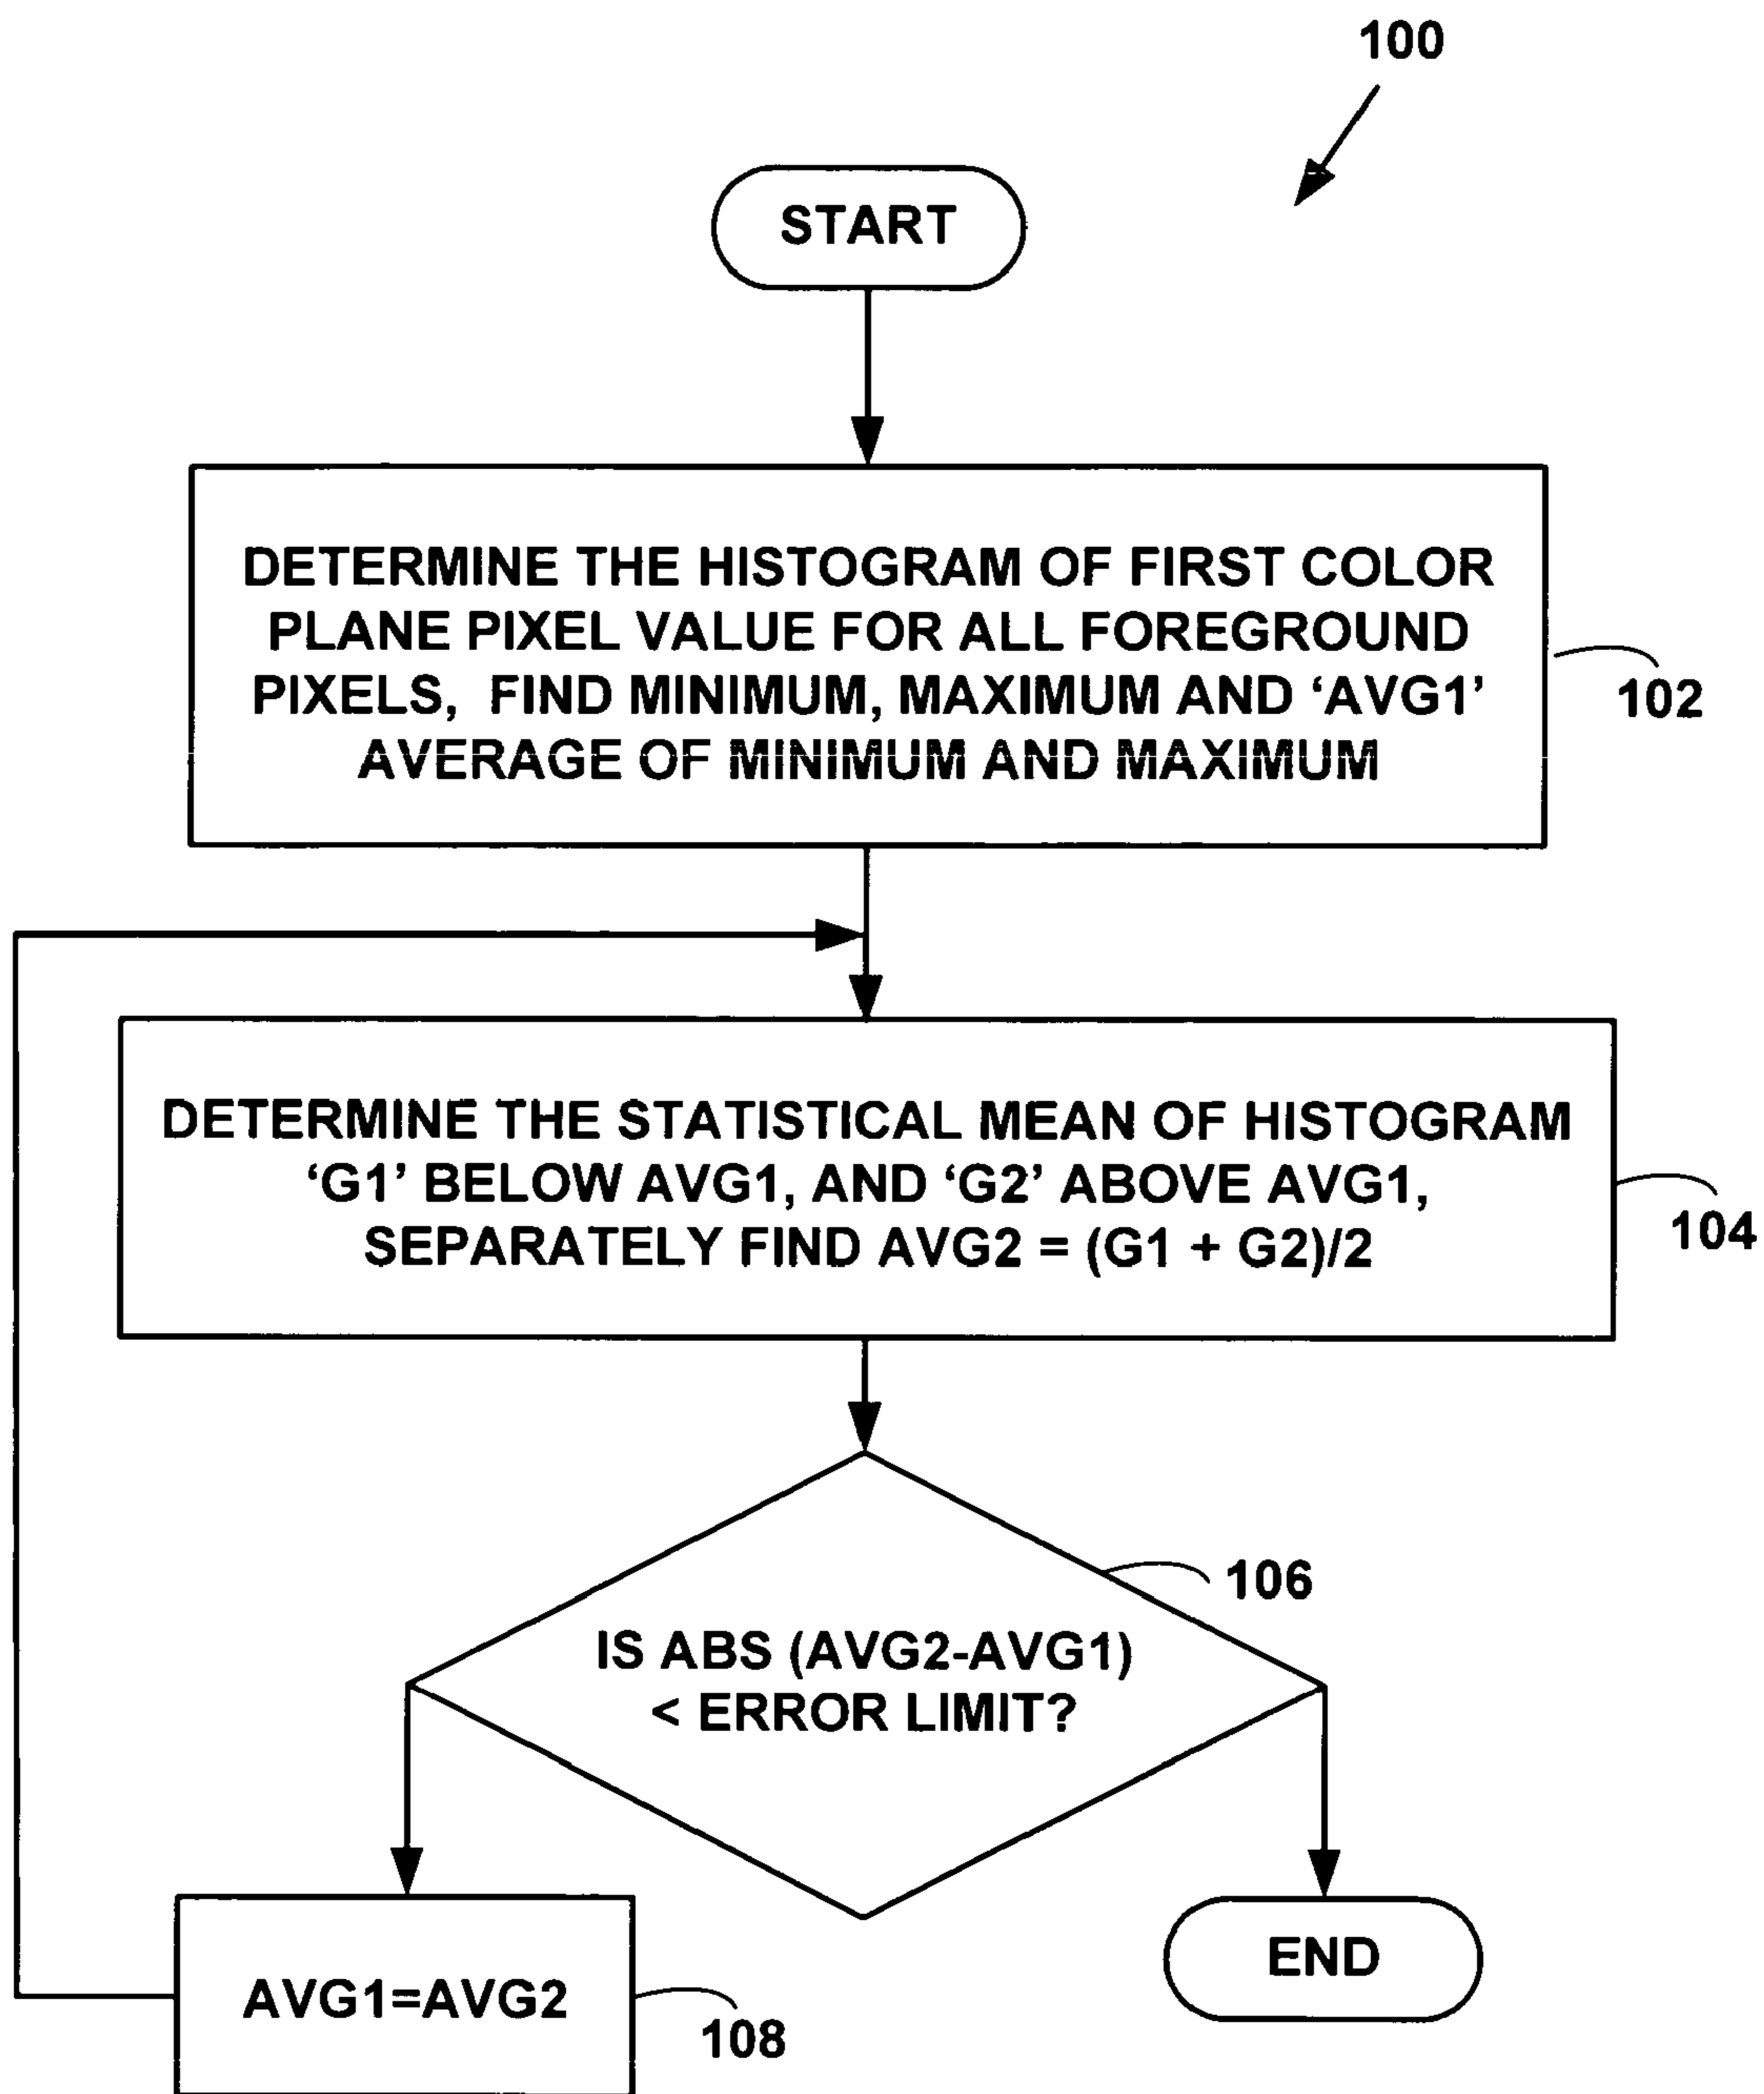 100
START
DETERMINE THE HISTOGRAM OF FIRST COLOR
PLANE PIXEL VALUE FOR ALL FOREGROUND
PIXELS, FIND MINIMUM, MAXIMUM AND ‘AVG1’
AVERAGE OF MINIMUM AND MAXIMUM
102
DETERMINE THE STATISTICAL MEAN OF HISTOGRAM
‘G1’ BELOW AVG1, AND ‘G2’ ABOVE AVG1,
SEPARATELY FIND AVG2 = (G1 + G2)/2
104
106
IS ABS (AVG2-AVG1)
< ERROR LIMIT?
END
AVG1=AVG2
108